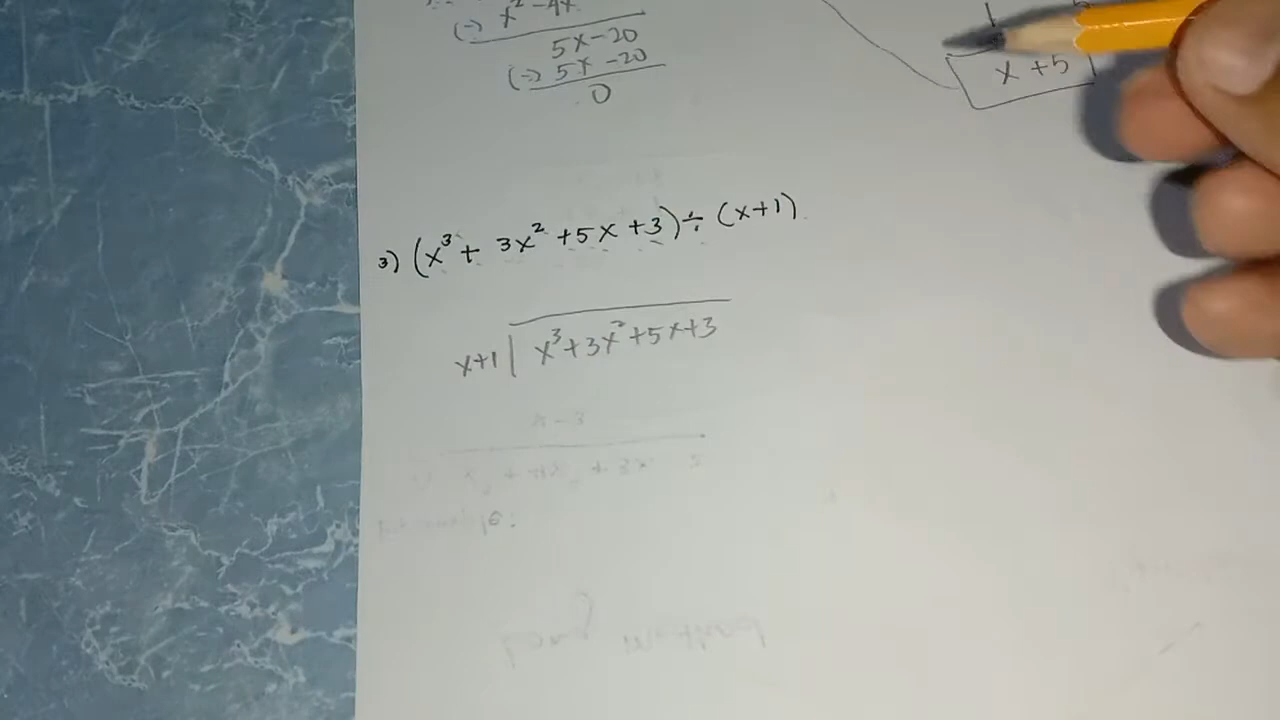 (-) x² - 4x
5x - 20
(-) 5x - 20
0
x + 5
3) (x³ + 3x² + 5x + 3) ÷ (x+1)
x+1 x³+3x²+5x+3